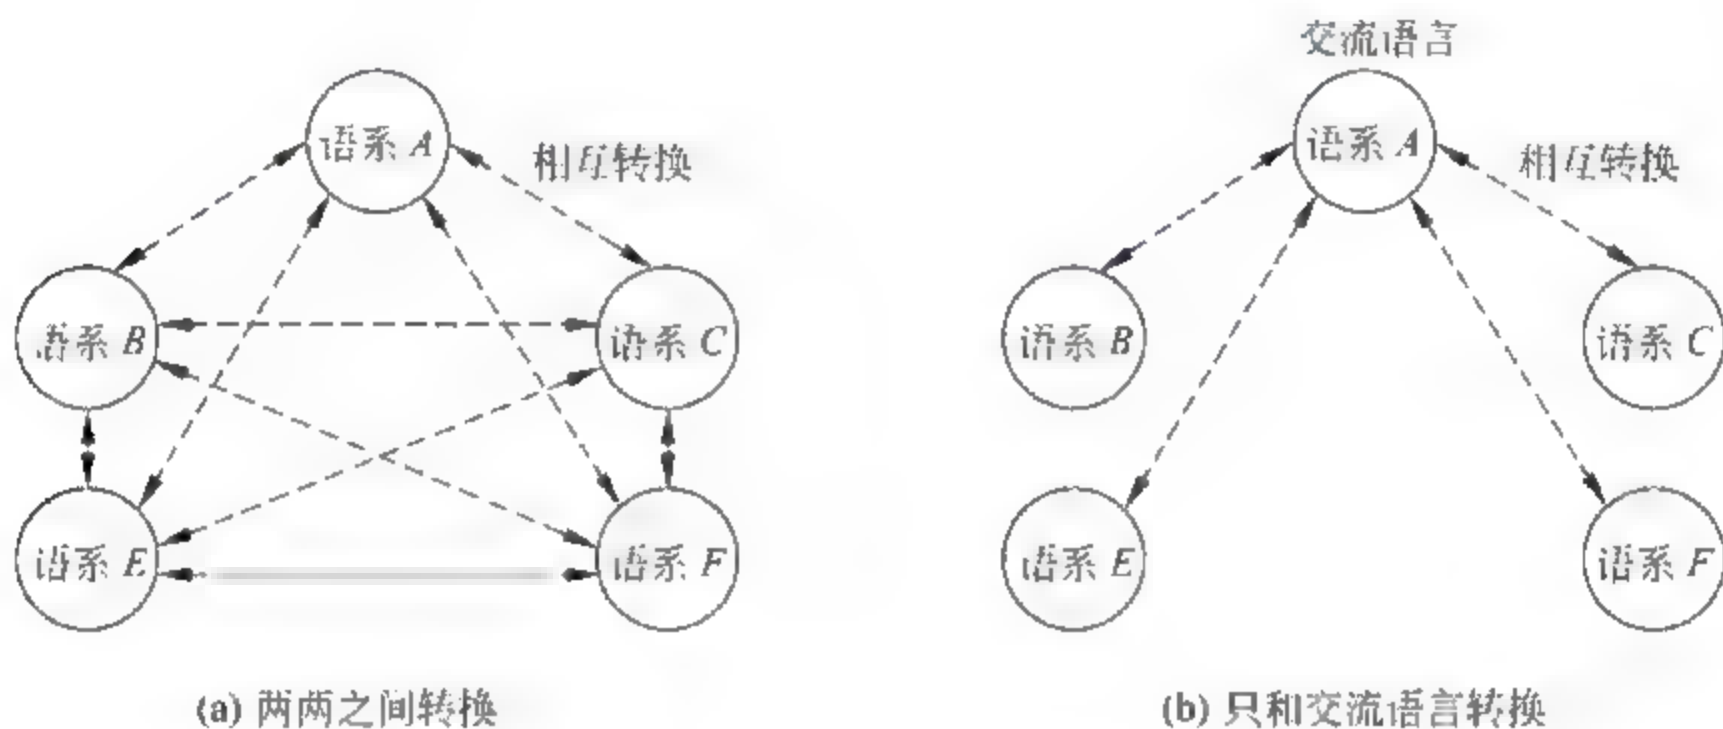 交流语言
语系 A
相互转换
语系 A
相互转换
语系 B
语系 C
语系 B
语系 C
语系 E
语系 F
语系 E
语系 F
(a) 两两之间转换
(b) 只和交流语言转换